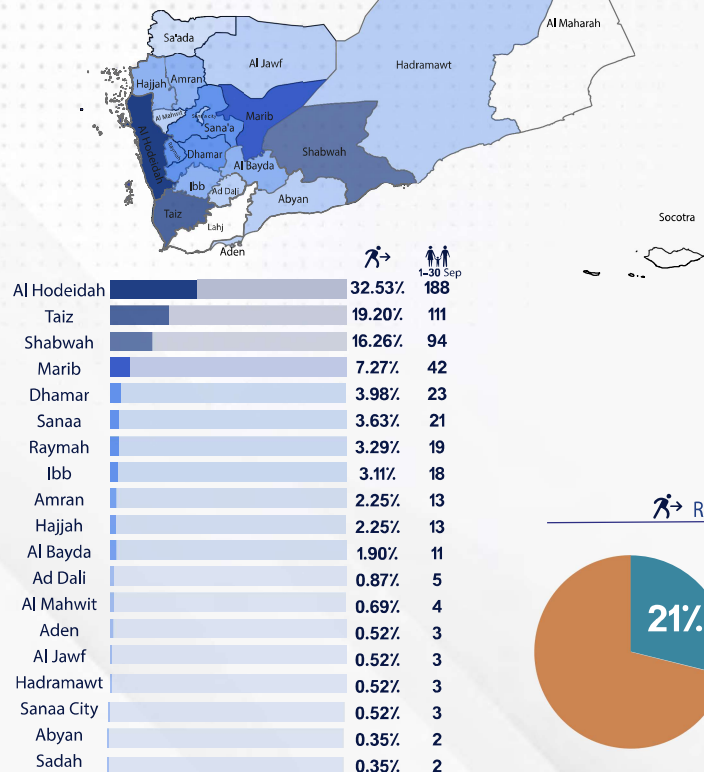 Al Maharah
Sa'ada
Al Jawf
Hadramawt
Hajjah
Amran
Marib
Al Mahwit
Sana'a
Al Hodeidah
Dhamar
Shabwah
Al Bayda
Ibb
Ad Dali
Abyan
Taiz
Lahj
Aden
Socotra
1-30 Sep
Al Hodeidah 32.53% 188
Taiz 19.20% 111
Shabwah 16.26% 94
Marib 7.27% 42
Dhamar 3.98% 23
Sanaa 3.63% 21
Raymah 3.29% 19
Ibb 3.11% 18
Amran 2.25% 13
Hajjah 2.25% 13
Al Bayda 1.90% 11
Ad Dali 0.87% 5
Al Mahwit 0.69% 4
Aden 0.52% 3
Al Jawf 0.52% 3
Hadramawt 0.52% 3
Sanaa City 0.52% 3
Abyan 0.35% 2
Sadah 0.35% 2
R
21%